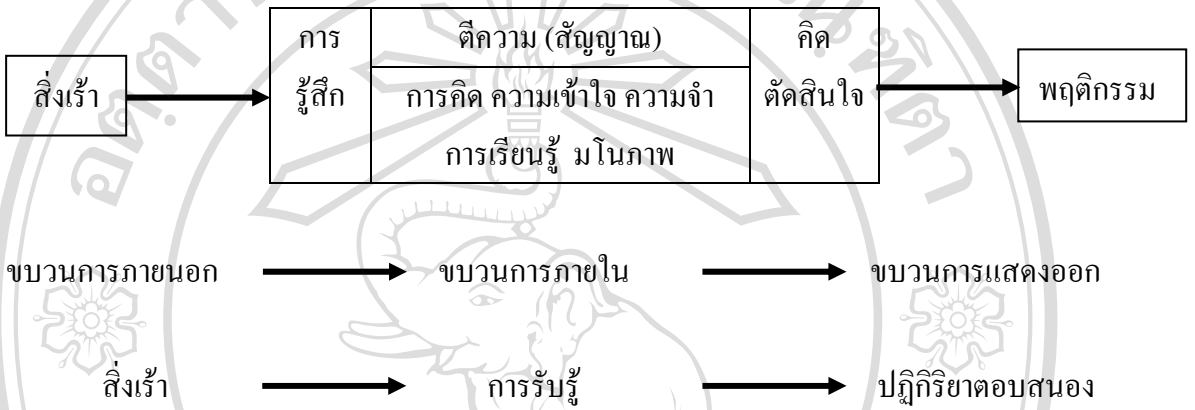 การ ตีความ (สัญญาณ) คิด
สิ่งเร้า รู้สึก การคิด ความเข้าใจ ความจำ ตัดสินใจ พฤติกรรม
การเรียนรู้ มโนภาพ
ขบวนการภายนอก ขบวนการภายใน ขบวนการแสดงออก
สิ่งเร้า การรับรู้ ปฏิกิริยาตอบสนอง